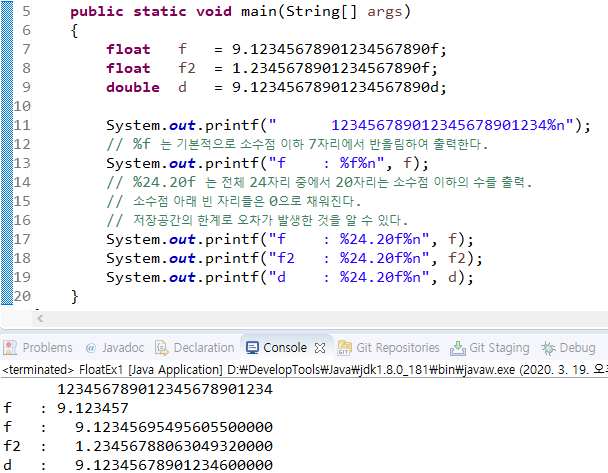 5 public static void main(String[] args)
6 {
7 float f = 9.12345678901234567890f;
8 float f2 = 1.2345678901234567890f;
9 double d = 9.12345678901234567890d;
10
11 System.out.printf("      123456789012345678901234%n");
12 // %f 는 기본적으로 소수점 이하 7자리에서 반올림하여 출력한다.
13 System.out.printf("f   : %f%n", f);
14 // %24.20f 는 전체 24자리 중에서 20자리는 소수점 이하의 수를 출력.
15 // 소수점 아래 빈 자리들은 0으로 채워진다.
16 // 저장공간의 한계로 오차가 발생한 것을 알 수 있다.
17 System.out.printf("f   : %24.20f%n", f);
18 System.out.printf("f2  : %24.20f%n", f2);
19 System.out.printf("d   : %24.20f%n", d);
20 }
Problems @ Javadoc Declaration Console Git Repositories Git Staging Debug
<terminated> FloatEx1 [Java Application] D:₩DevelopTools₩Java₩jdk1.8.0_181₩bin₩javaw.exe (2020. 3. 19.
123456789012345678901234
f   : 9.123457
f   :   9.12345695495605500000
f2  :   1.23456788063049320000
d   :   9.12345678901234600000